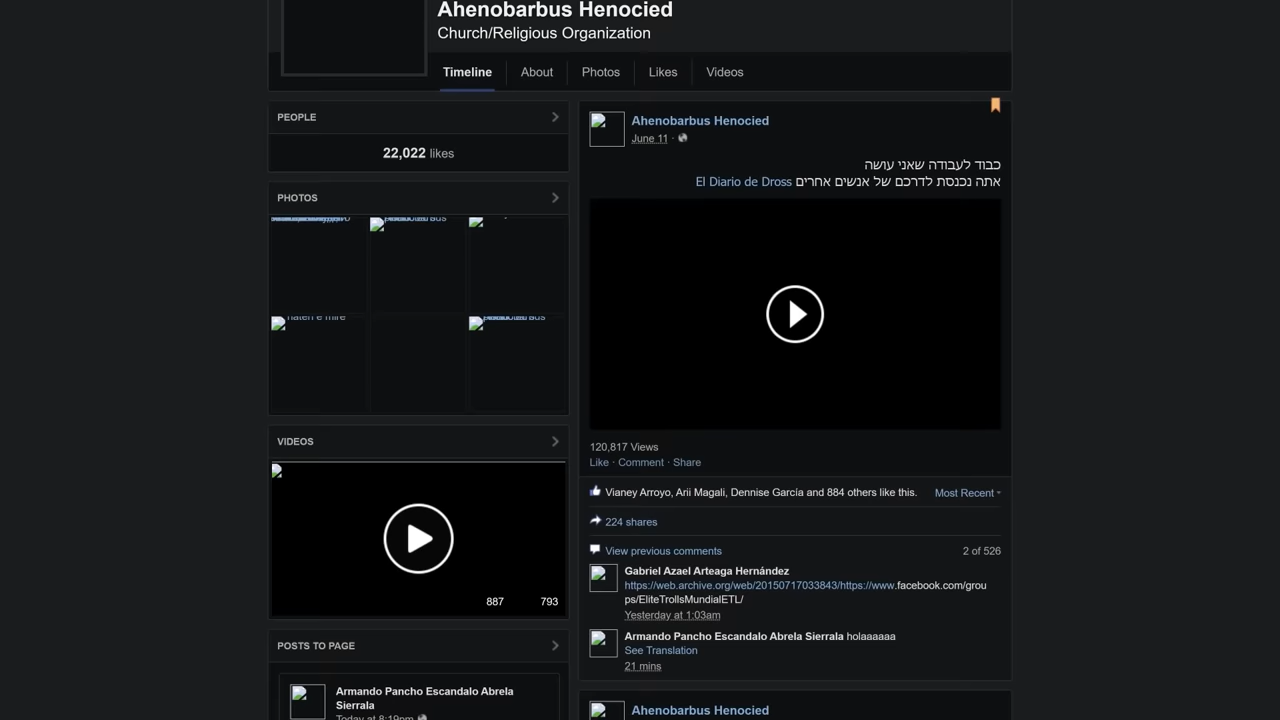 Ahenobarbus Henocied
Church/Religious Organization
Timeline
About
Photos
Likes
Videos
PEOPLE
22,022 likes
PHOTOS
VIDEOS
887
793
POSTS TO PAGE
Armando Pancho Escandalo Abrela
Sierrala
Today at 8:19pm
Ahenobarbus Henocied
June 11 ·
כבוד לעבודה שאני עושה
אתה נכנסת לדרכם של אנשים אחרים El Diario de Dross
120,817 Views
Like · Comment · Share
Vianey Arroyo, Arii Magali, Dennise García and 884 others like this.
Most Recent
224 shares
View previous comments
2 of 526
Gabriel Azael Arteaga Hernández
https://web.archive.org/web/20150717033843/https://www.facebook.com/grou
ps/EliteTrollsMundialETL/
Yesterday at 1:03am
Armando Pancho Escandalo Abrela Sierrala holaaaaaa
See Translation
21 mins
Ahenobarbus Henocied